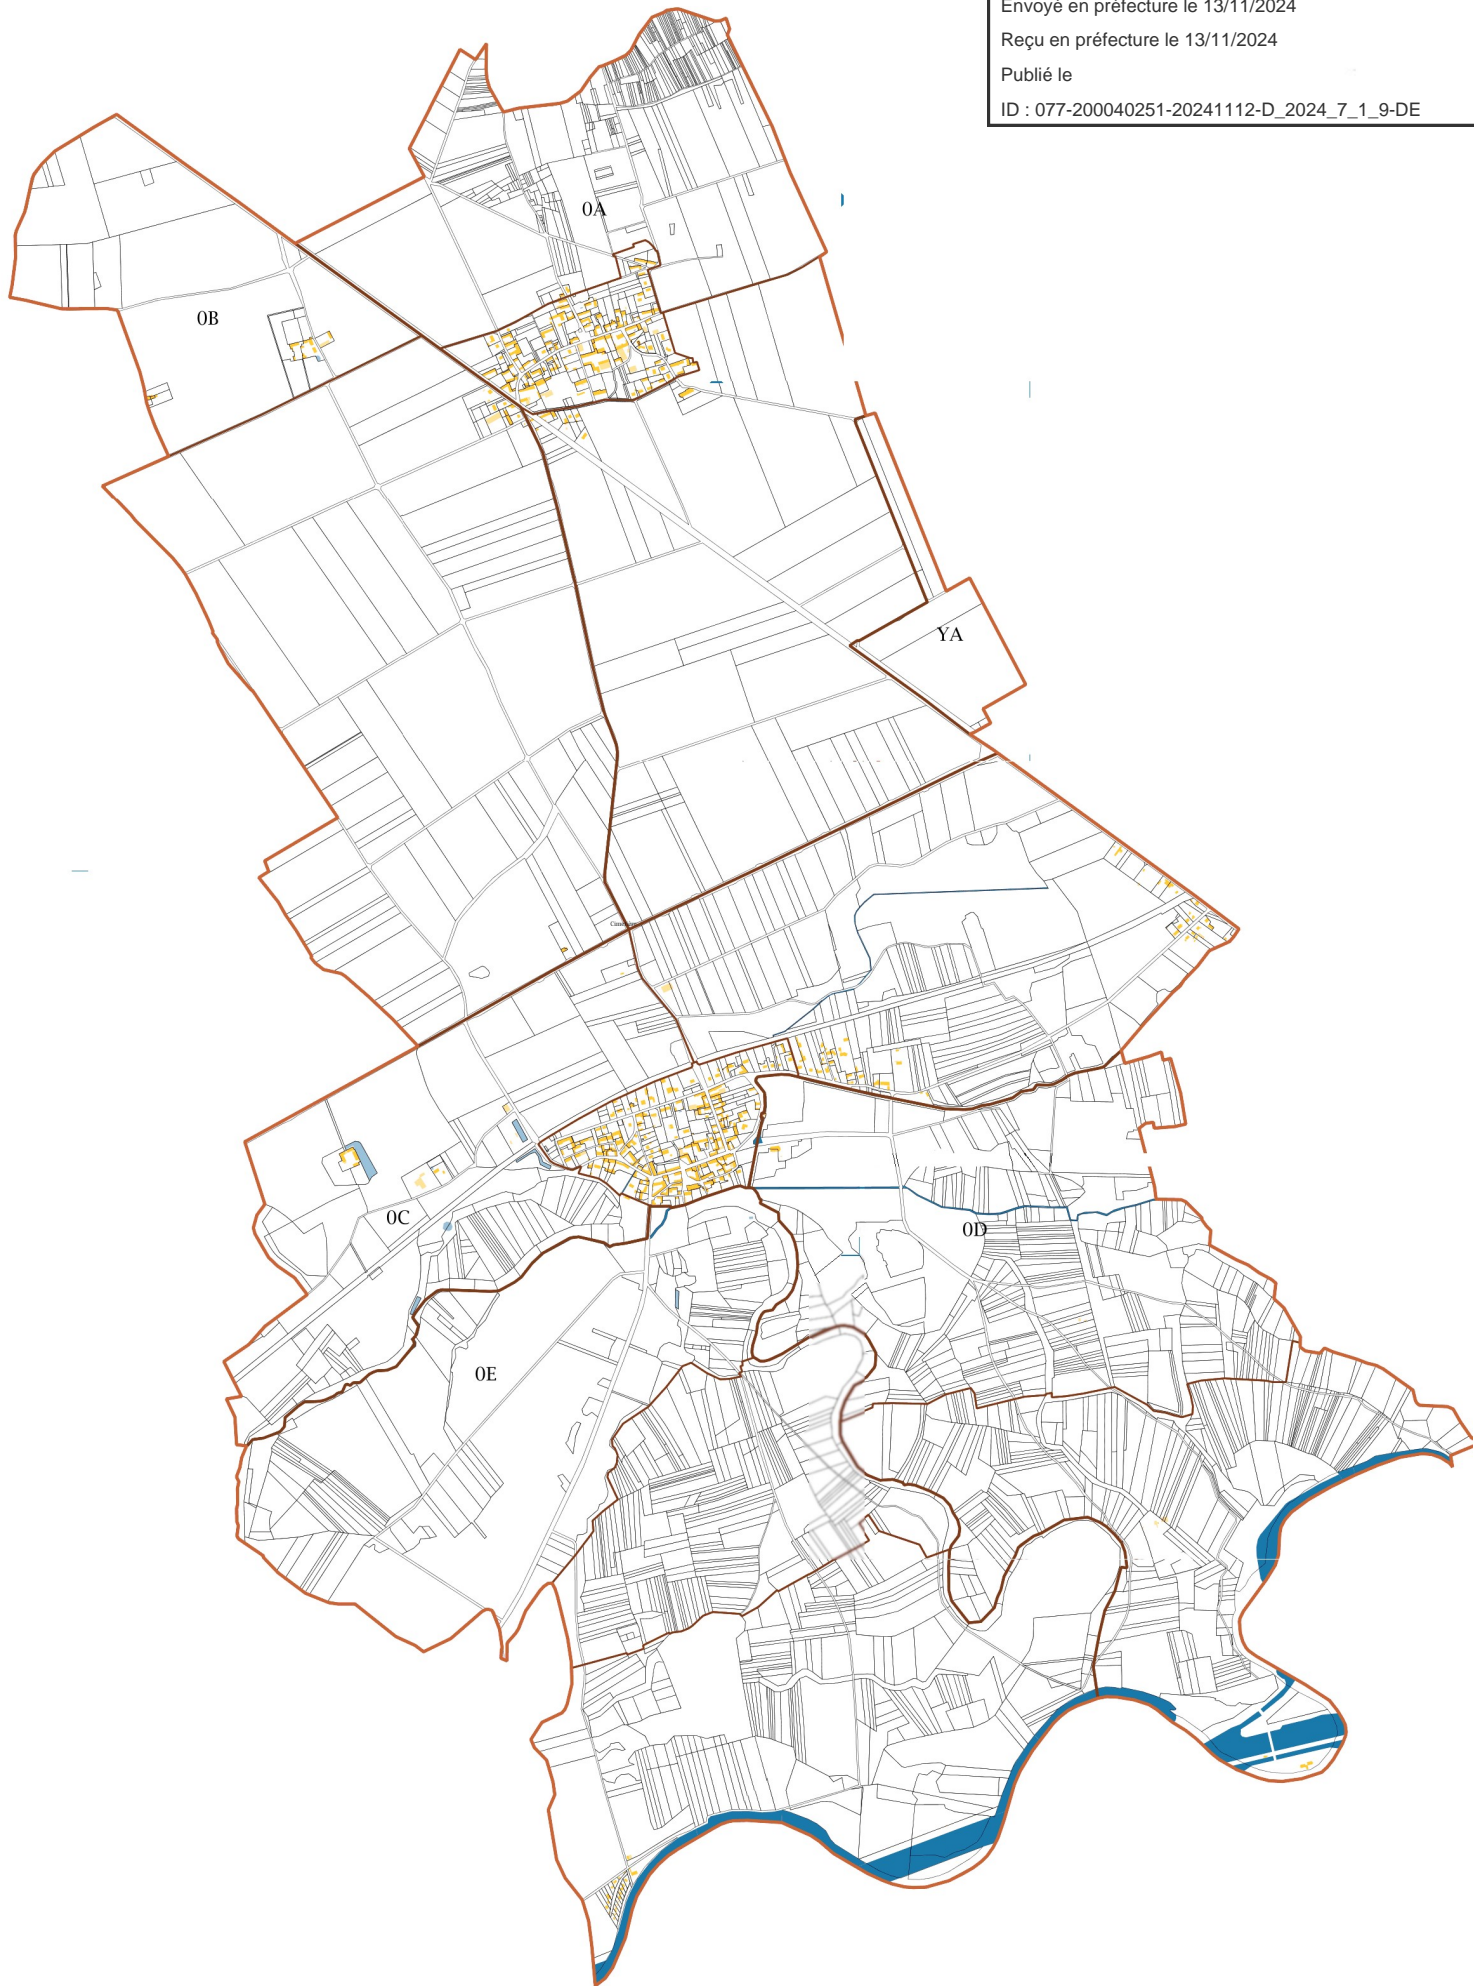 Envoyé en préfecture le 13/11/2024
Reçu en préfecture le 13/11/2024
Publié le
ID : 077-200040251-20241112-D_2024_7_1_9-DE
0A
0B
YA
0C
0D
0E